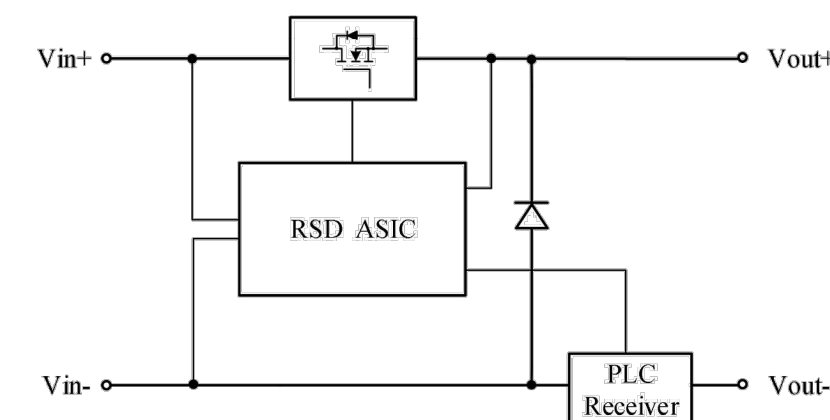 Vin+
Vout+
RSD ASIC
Vin-
PLC
Receiver
Vout-